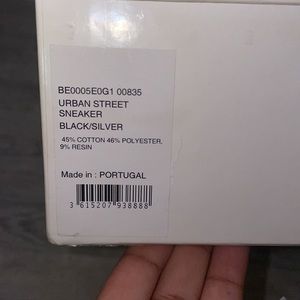 BE0005E0G1 00835
URBAN STREET
SNEAKER
BLACK/SILVER
45% COTTON 46% POLYESTER,
9% RESIN
Made in : PORTUGAL
3 615207 938888